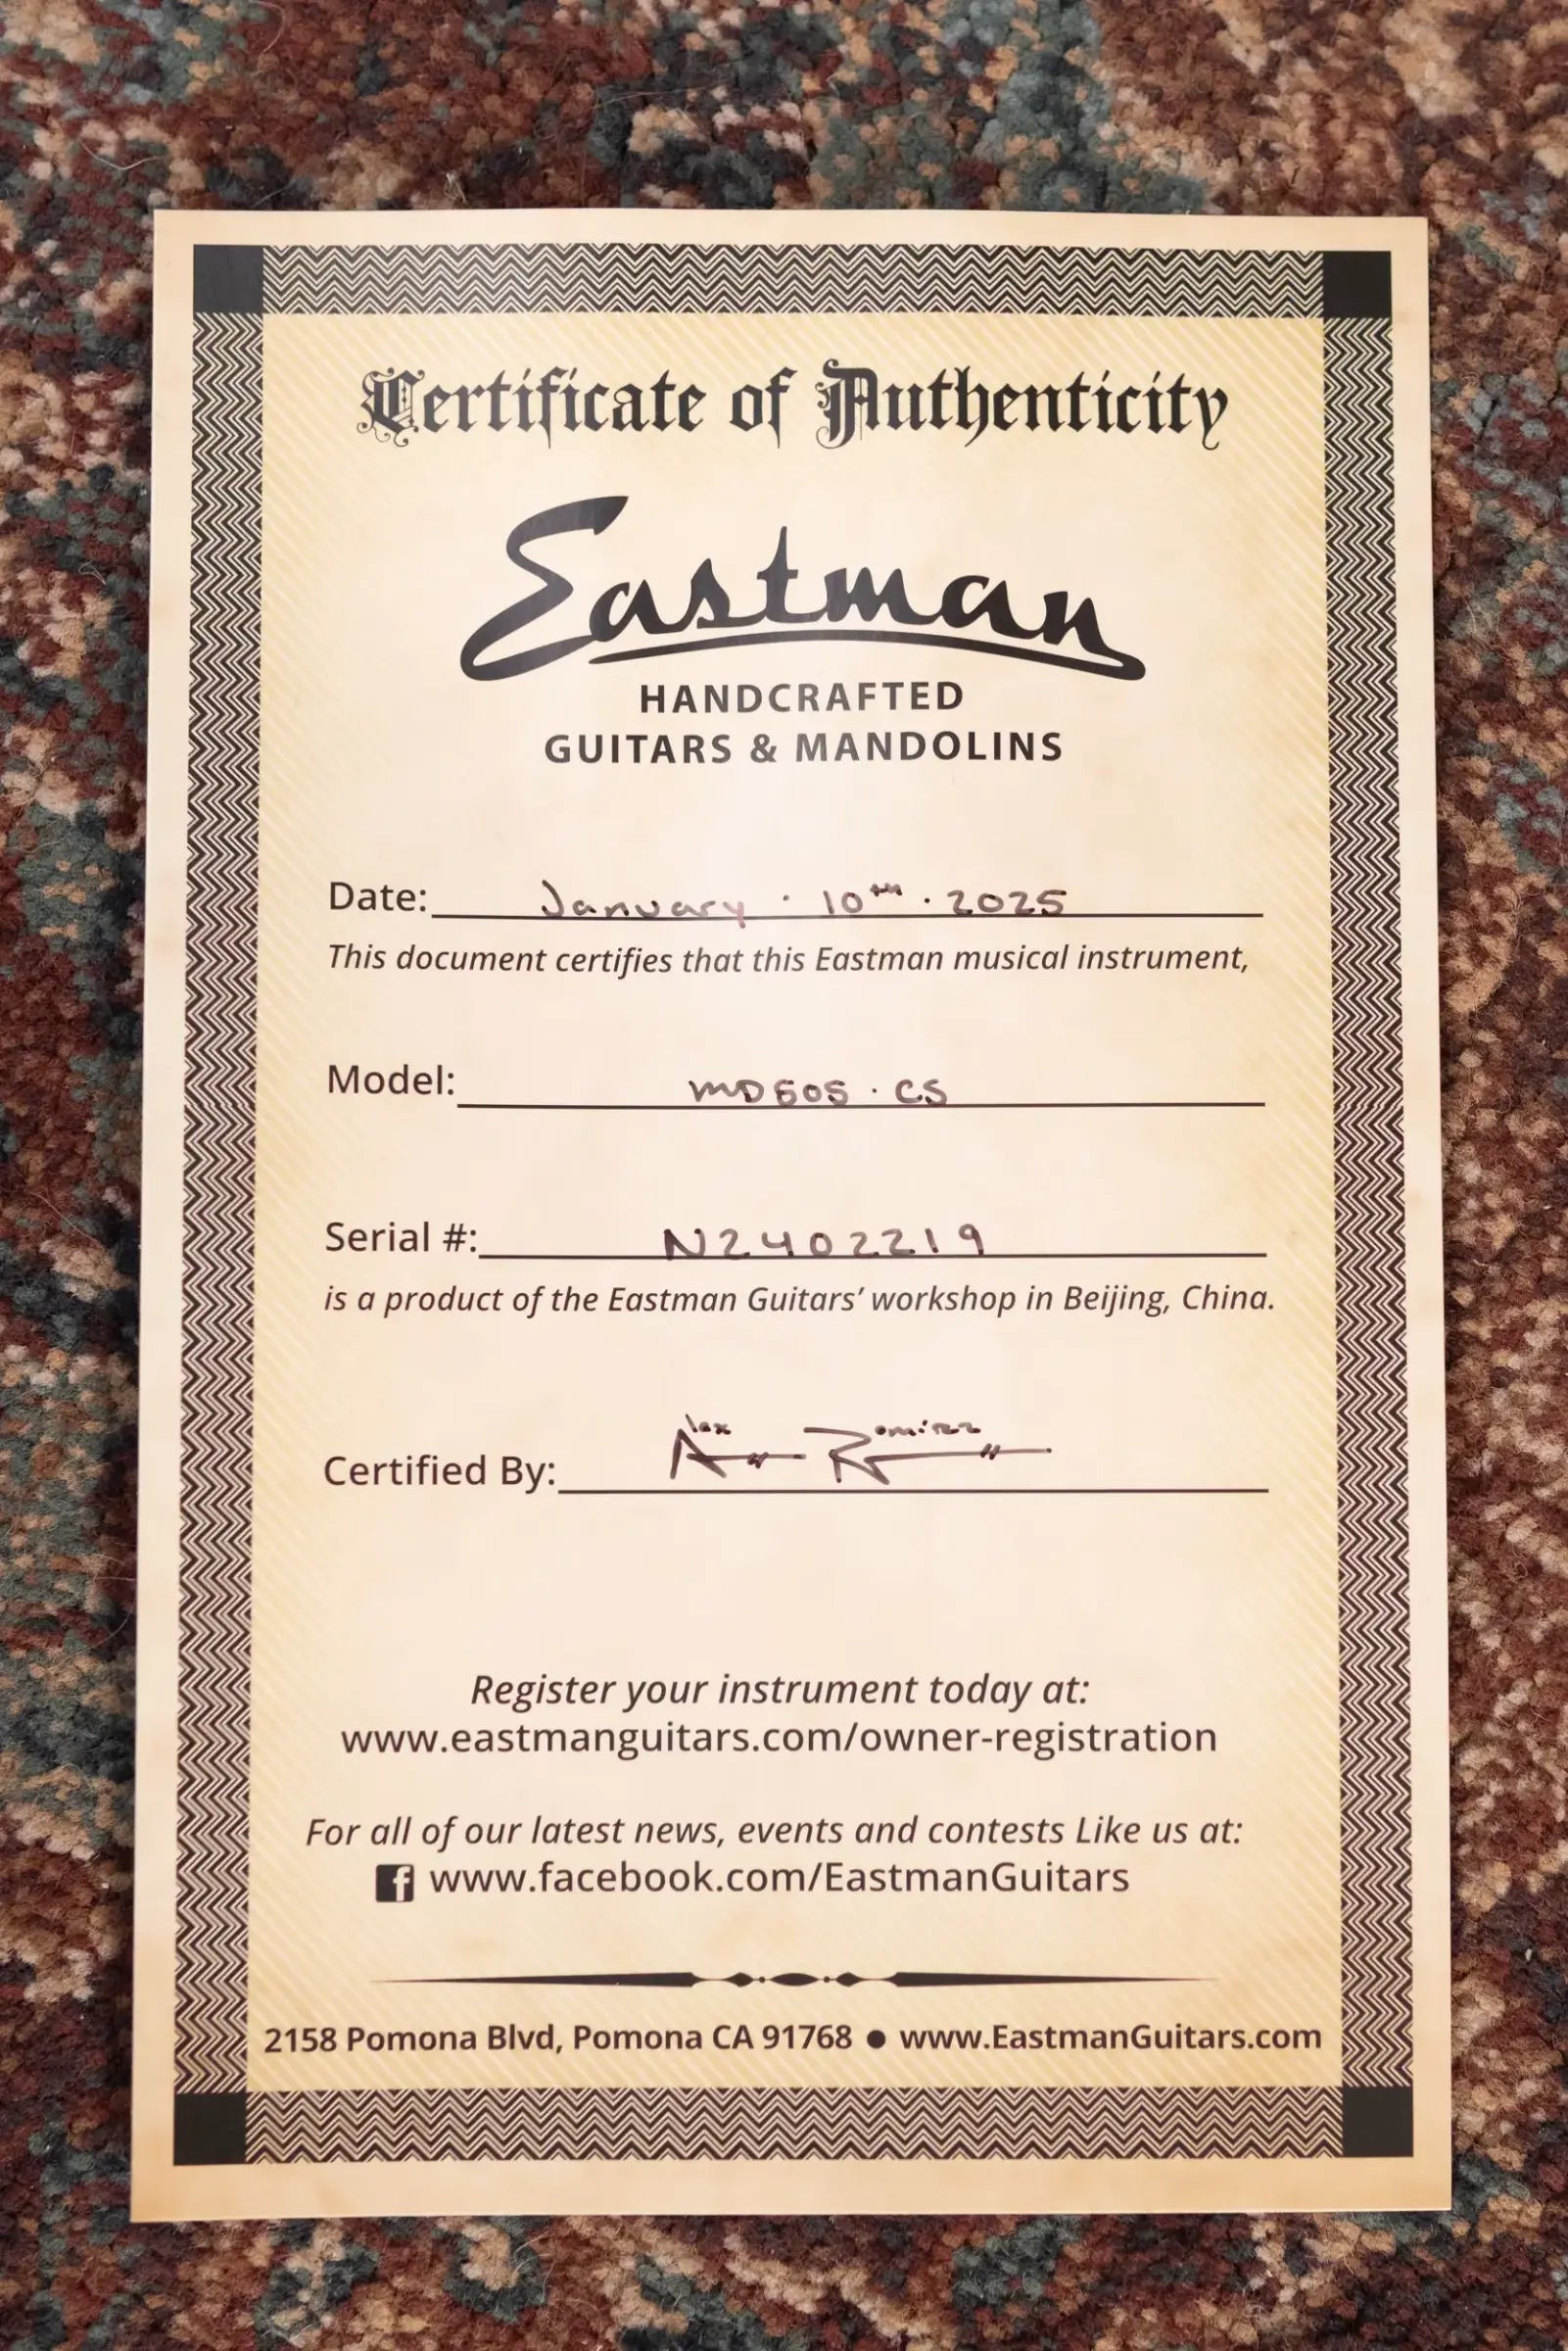 Certificate of Authenticity
Eastman
HANDCRAFTED
GUITARS & MANDOLINS
Date: January · 10th · 2025
This document certifies that this Eastman musical instrument,
Model: MD505 · CS
Serial #: N2402219
is a product of the Eastman Guitars’ workshop in Beijing, China.
Certified By: Alex Ramirez
Register your instrument today at:
www.eastmanguitars.com/owner-registration
For all of our latest news, events and contests Like us at:
f www.facebook.com/EastmanGuitars
2158 Pomona Blvd, Pomona CA 91768 ● www.EastmanGuitars.com